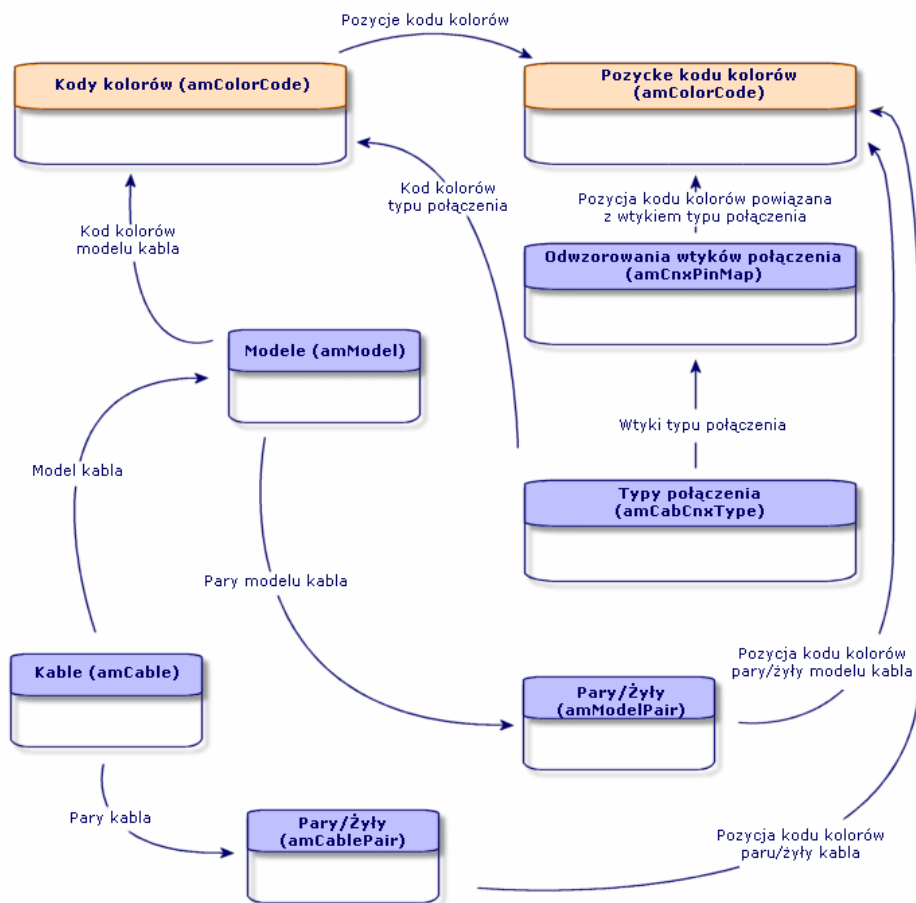 Pozycje kodu kolorów
Kody kolorów (amColorCode)
Pozycke kodu kolorów
(amColorCode)
Kod kolorów
typu połączenia
Pozycja kodu kolorów powiązana
z wtykiem typu połączenia
Kod kolorów
modelu kabla
Odwzorowania wtyków połączenia
(amCnxPinMap)
Modele (amModel)
Wtyki typu połączenia
Model kabla
Typy połączenia
(amCabCnxType)
Pary modelu kabla
Pozycja kodu kolorów
pary/żyły modelu kabla
Kable (amCable)
Pary/Żyły
(amModelPair)
Pary kabla
Pary/Żyły
(amCablePair)
Pozycja kodu kolorów
paru/żyły kabla